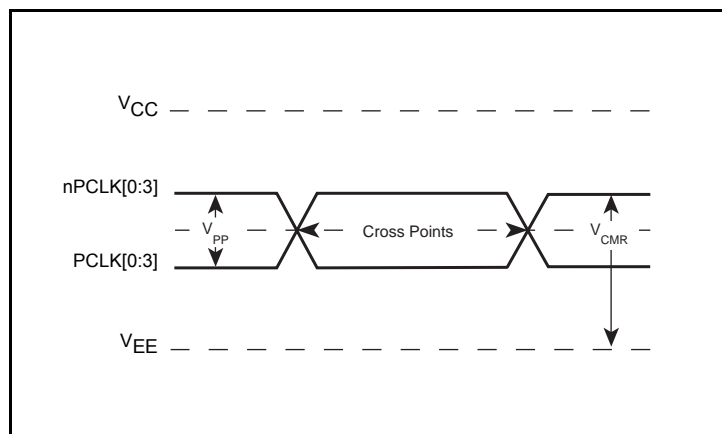 VCC
nPCLK[0:3]
VPP
Cross Points
VCMR
PCLK[0:3]
VEE